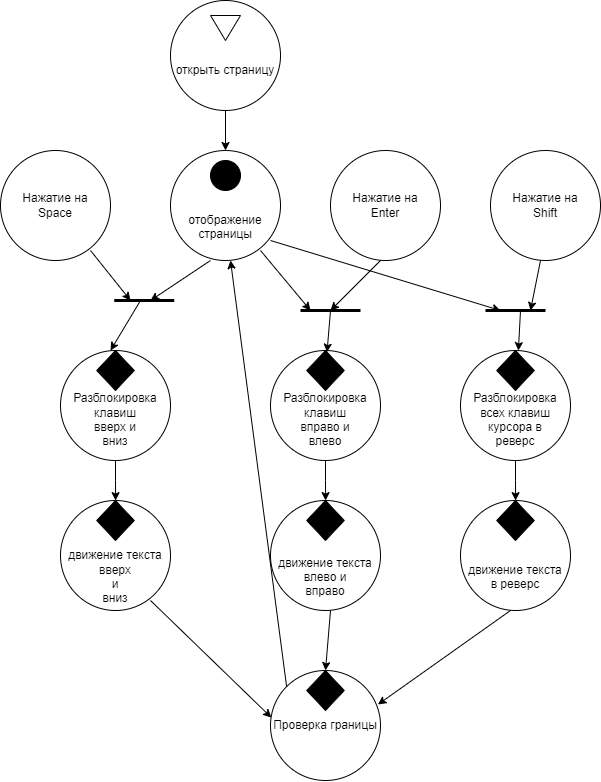 открыть страницу
Нажатие на
Space
отображение
страницы
Нажатие на
Enter
Нажатие на
Shift
Разблокировка
клавиш
вверх и
вниз
Разблокировка
клавиш
вправо и
влево
Разблокировка
всех клавиш
курсора в
реверс
движение текста
вверх
и
вниз
движение текста
влево и
вправо
движение текста
в реверс
Проверка границы